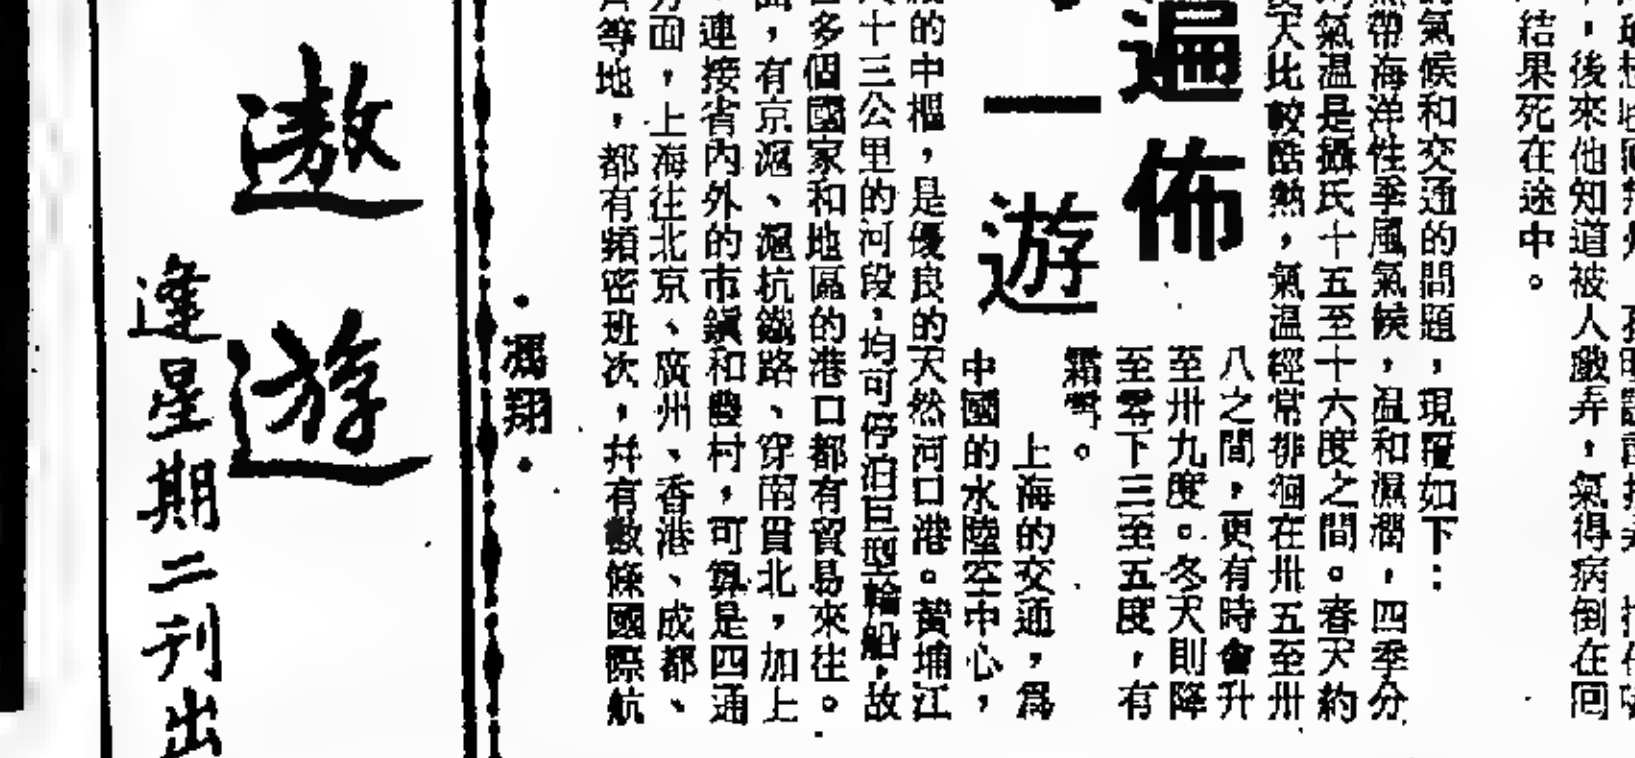 結果死在途中。
，後來他知道被人戲弄，氣得病倒在回
氣候和交通的問題，現覆如下：
帶海洋性季風氣候，温和濕潤，四季分
氣温是攝氏十五至十六度之間。春天約
天比較酷熱，氣温經常徘徊在卅五至卅
八之間，更有時會升
至卅九度。冬天則降
至零下三至五度，有
霜雪。
遍佈
一遊
上海的交通，爲
中國的水陸空中心，
的中樞，是優良的天然河口港。黃埔江
十三公里的河段，均可停泊巨型輪船，故
多個國家和地區的港口都有貿易來往。
，有京滬、滬杭鐵路、穿南貫北，加上
連接省內外的市鎮和農村，可算是四通
面，上海往北京、廣州、香港、成都、
等地，都有頻密班次，幷有數條國際航
·馮翔·
遨遊
逢星期二刊出